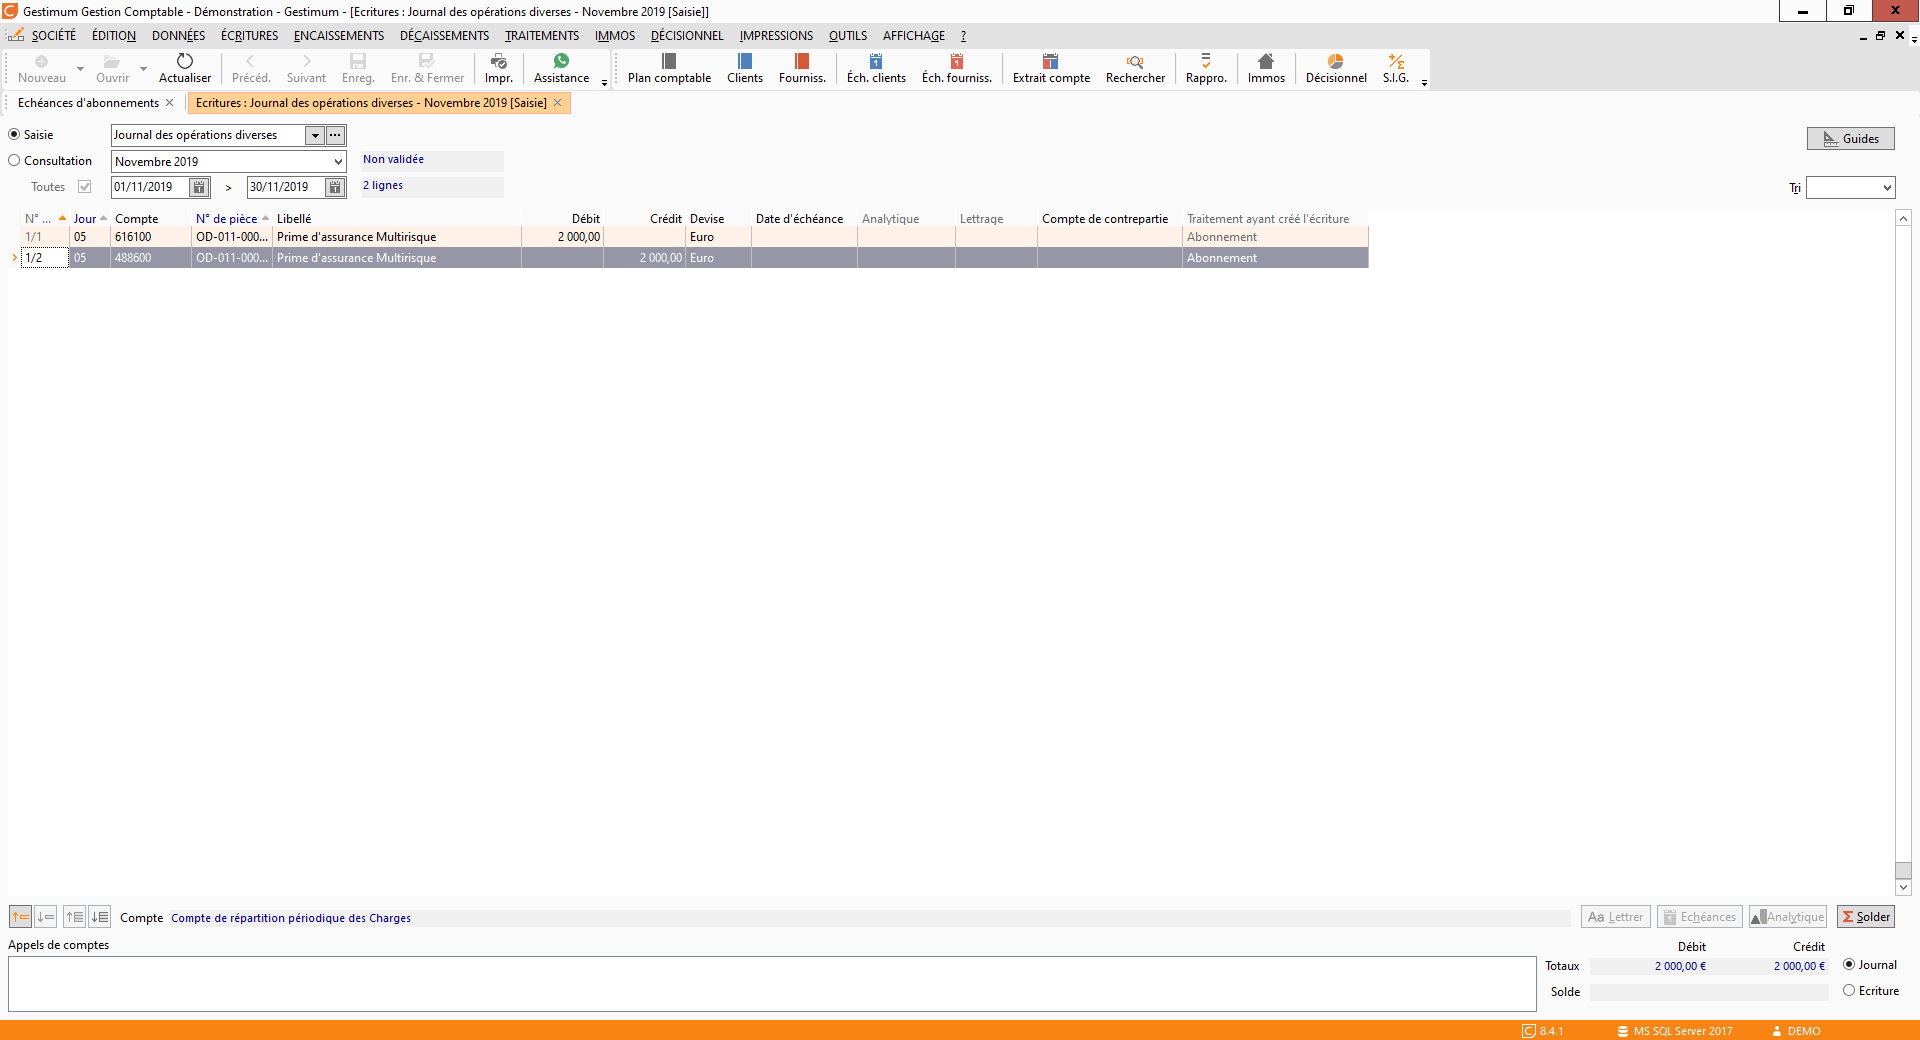 Gestimum Gestion Comptable - Démonstration - Gestimum - [Ecritures : Journal des opérations diverses - Novembre 2019 [Saisie]]
SOCIÉTÉ ÉDITION DONNÉES ÉCRITURES ENCAISSEMENTS DÉCAISSEMENTS TRAITEMENTS IMMOS DÉCISIONNEL IMPRESSIONS OUTILS AFFICHAGE ?
Nouveau Ouvrir Actualiser Précéd. Suivant Enreg. Enr. & Fermer Impr. Assistance Plan comptable Clients Fourniss. Éch. clients Éch. fourniss. Extrait compte Rechercher Rappro. Immos Décisionnel S.I.G.
Echéances d'abonnements Ecritures : Journal des opérations diverses - Novembre 2019 [Saisie]
Saisie Journal des opérations diverses ... Guides
Consultation Novembre 2019 Non validée
Toutes 01/11/2019 > 30/11/2019 2 lignes Tri
N° ... Jour Compte N° de pièce Libellé Débit Crédit Devise Date d'échéance Analytique Lettrage Compte de contrepartie Traitement ayant créé l'écriture
1/1 05 616100 OD-011-000... Prime d'assurance Multirisque 2 000,00 Euro Abonnement
1/2 05 488600 OD-011-000... Prime d'assurance Multirisque 2 000,00 Euro Abonnement
Compte Compte de répartition périodique des Charges Aa Lettrer Echéances Analytique Σ Solder
Appels de comptes Débit Crédit
Totaux 2 000,00 € 2 000,00 € Journal
Solde Ecriture
8.4.1 MS SQL Server 2017 DEMO